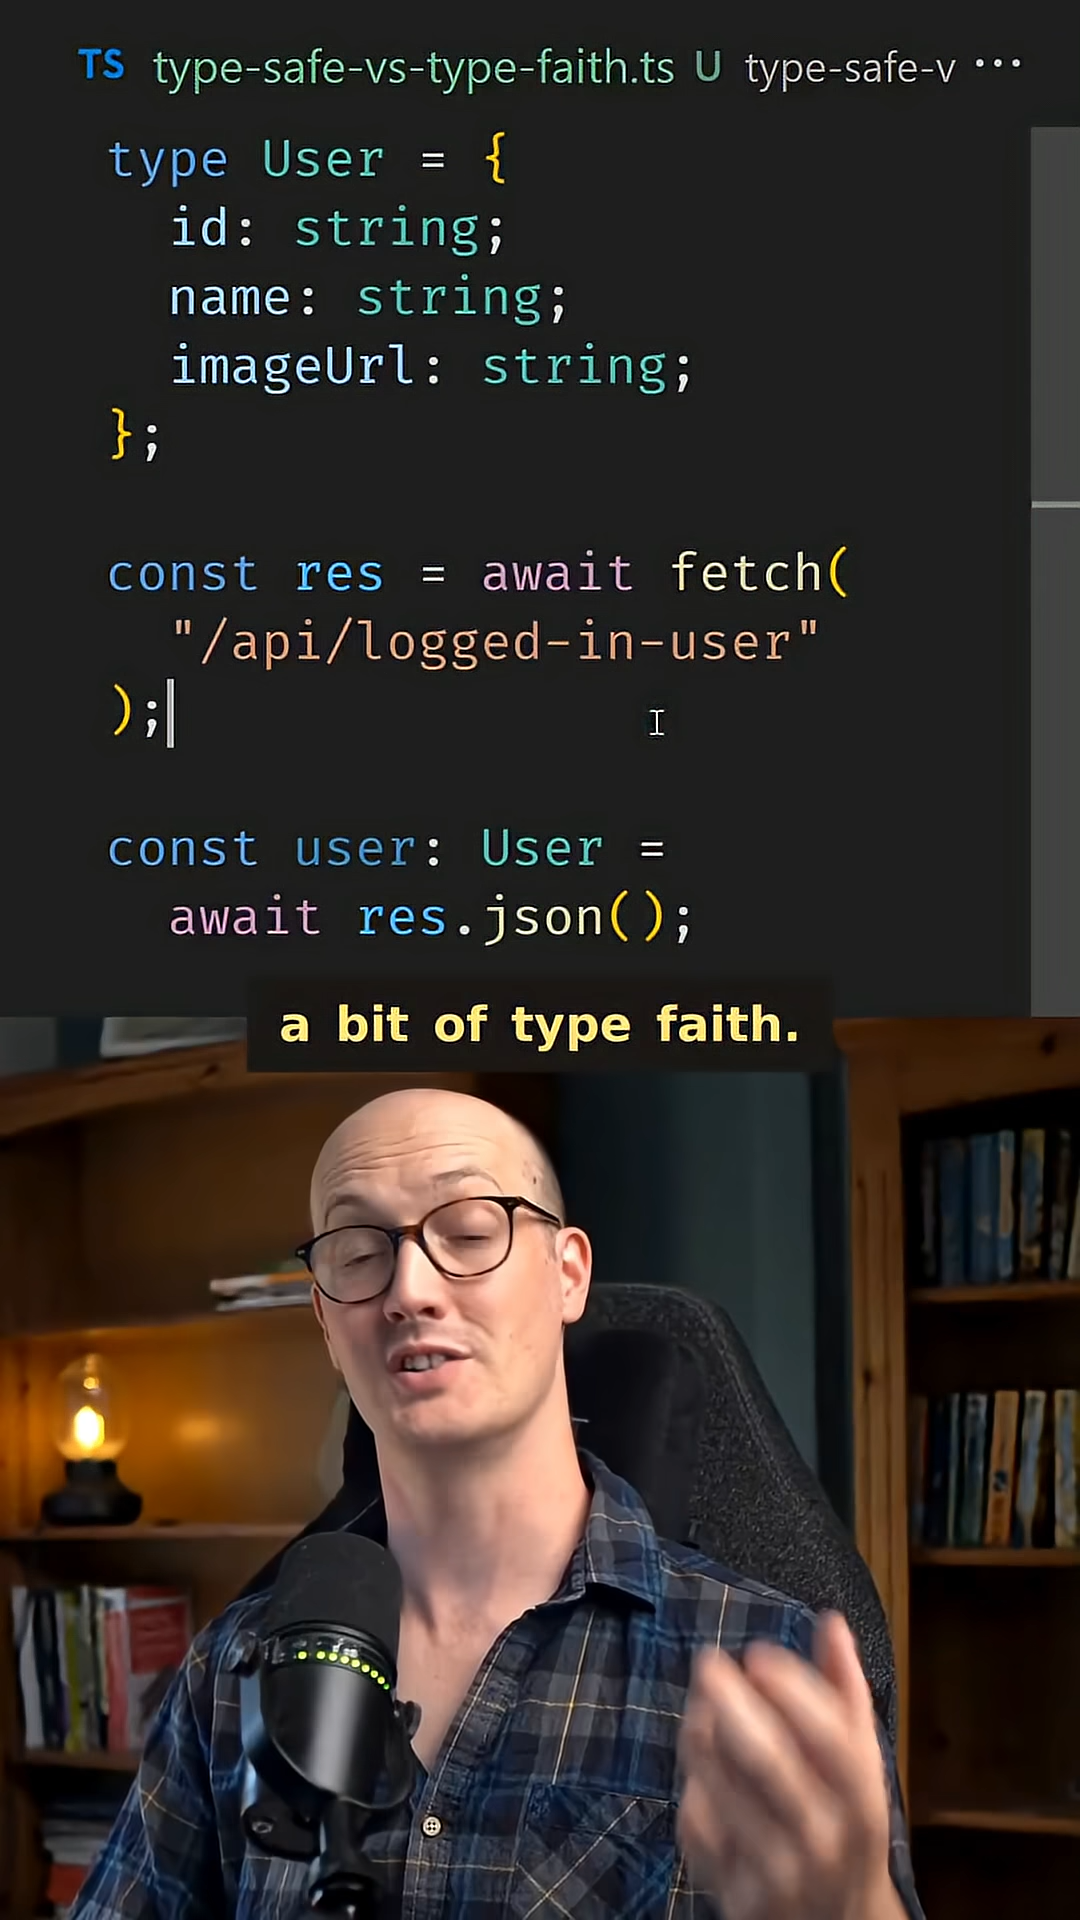 TS type-safe-vs-type-faith.ts U type-safe-v ...
type User = {
id: string;
name: string;
imageUrl: string;
};
const res = await fetch(
"/api/logged-in-user"
);
const user: User =
await res.json();
a bit of type faith.